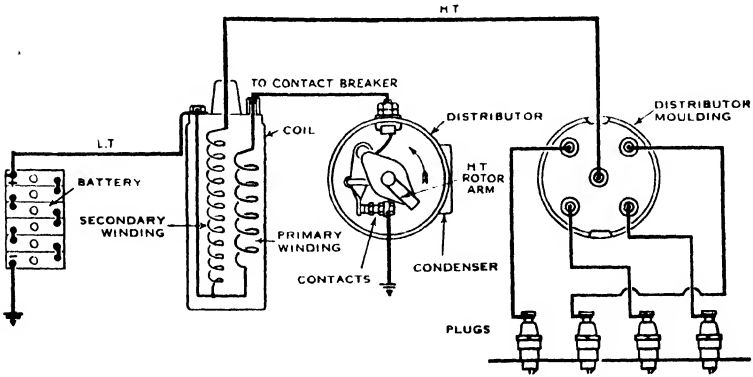 H T
TO CONTACT BREAKER
DISTRIBUTOR
DISTRIBUTOR
MOULDING
COIL
L.T
BATTERY
H T
ROTOR
ARM
SECONDARY
WINDING
PRIMARY
WINDING
CONTACTS
CONDENSER
PLUGS
+
−